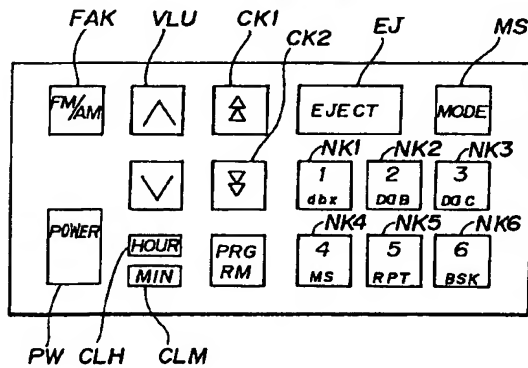 FAK VLU CK1 CK2 EJ MS
FM/AM
EJECT
MODE
NK1 NK2 NK3
1 2 3
dbx DOB DOC
POWER
HOUR
MIN
PRG
RM
NK4 NK5 NK6
4 5 6
MS RPT BSK
PW CLH CLM